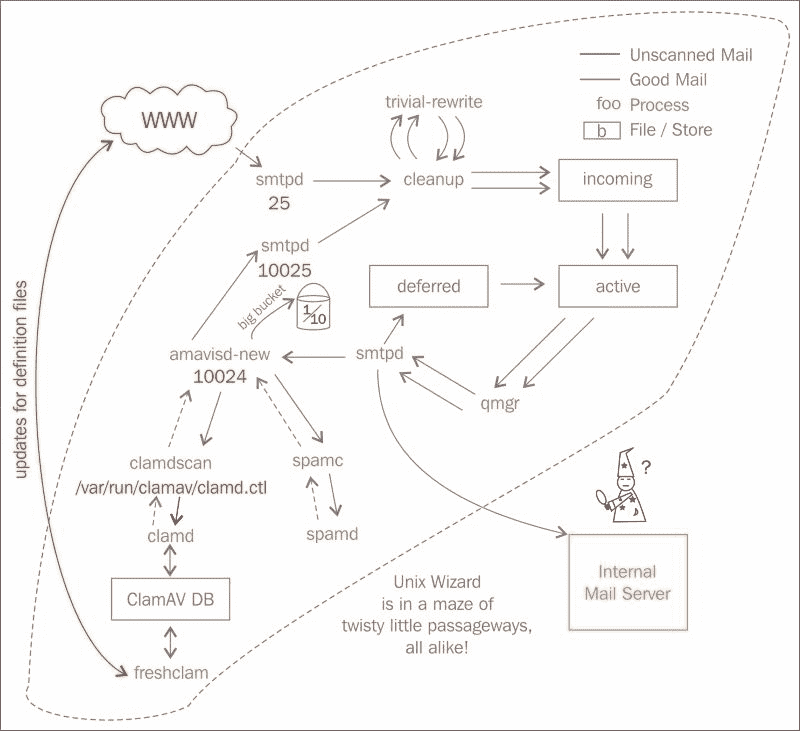 Unscanned Mail
Good Mail
foo Process
b File / Store
WWW
trivial-rewrite
smtpd
25
cleanup
incoming
smtpd
10025
big bucket
1/10
deferred
active
amavisd-new
10024
smtpd
qmgr
updates for definition files
clamdscan
/var/run/clamav/clamd.ctl
spamc
?
clamd
spamd
ClamAV DB
Unix Wizard
is in a maze of
twisty little passageways,
all alike!
Internal
Mail Server
freshclam